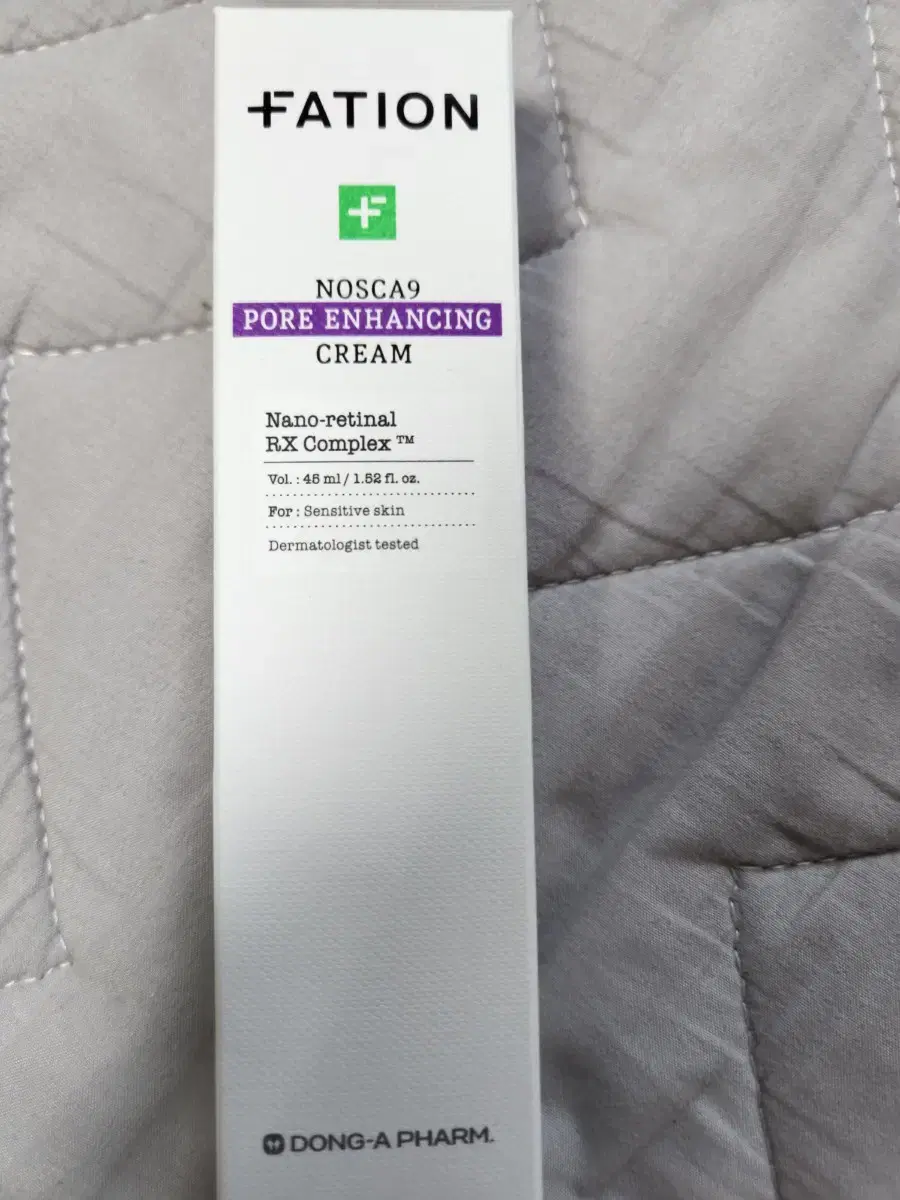 FATION
NOSCA9
PORE ENHANCING
CREAM
Nano-retinal
RX Complex ™
Vol. : 45 ml / 1.52 fl. oz.
For : Sensitive skin
Dermatologist tested
DONG-A PHARM.